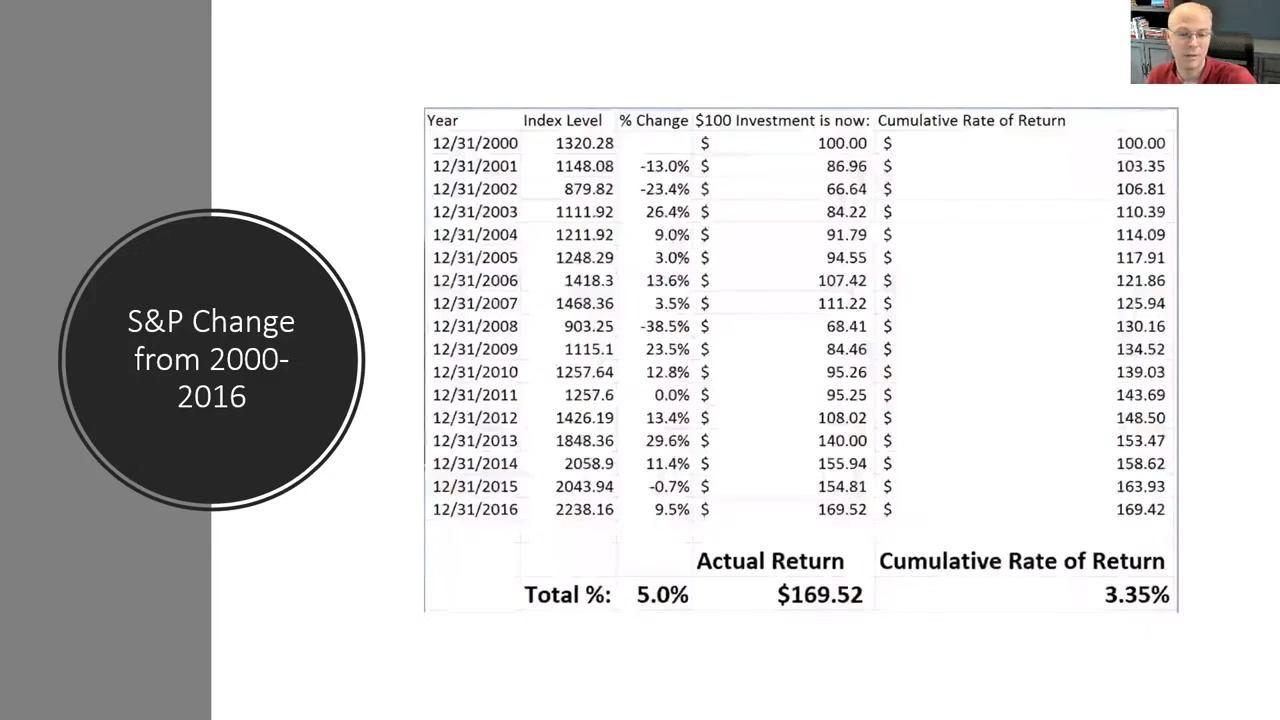 S&P Change
from 2000-
2016
Year Index Level % Change $100 Investment is now: Cumulative Rate of Return
12/31/2000 1320.28 $ 100.00 $ 100.00
12/31/2001 1148.08 -13.0% $ 86.96 $ 103.35
12/31/2002 879.82 -23.4% $ 66.64 $ 106.81
12/31/2003 1111.92 26.4% $ 84.22 $ 110.39
12/31/2004 1211.92 9.0% $ 91.79 $ 114.09
12/31/2005 1248.29 3.0% $ 94.55 $ 117.91
12/31/2006 1418.3 13.6% $ 107.42 $ 121.86
12/31/2007 1468.36 3.5% $ 111.22 $ 125.94
12/31/2008 903.25 -38.5% $ 68.41 $ 130.16
12/31/2009 1115.1 23.5% $ 84.46 $ 134.52
12/31/2010 1257.64 12.8% $ 95.26 $ 139.03
12/31/2011 1257.6 0.0% $ 95.25 $ 143.69
12/31/2012 1426.19 13.4% $ 108.02 $ 148.50
12/31/2013 1848.36 29.6% $ 140.00 $ 153.47
12/31/2014 2058.9 11.4% $ 155.94 $ 158.62
12/31/2015 2043.94 -0.7% $ 154.81 $ 163.93
12/31/2016 2238.16 9.5% $ 169.52 $ 169.42
Actual Return Cumulative Rate of Return
Total %: 5.0% $169.52 3.35%